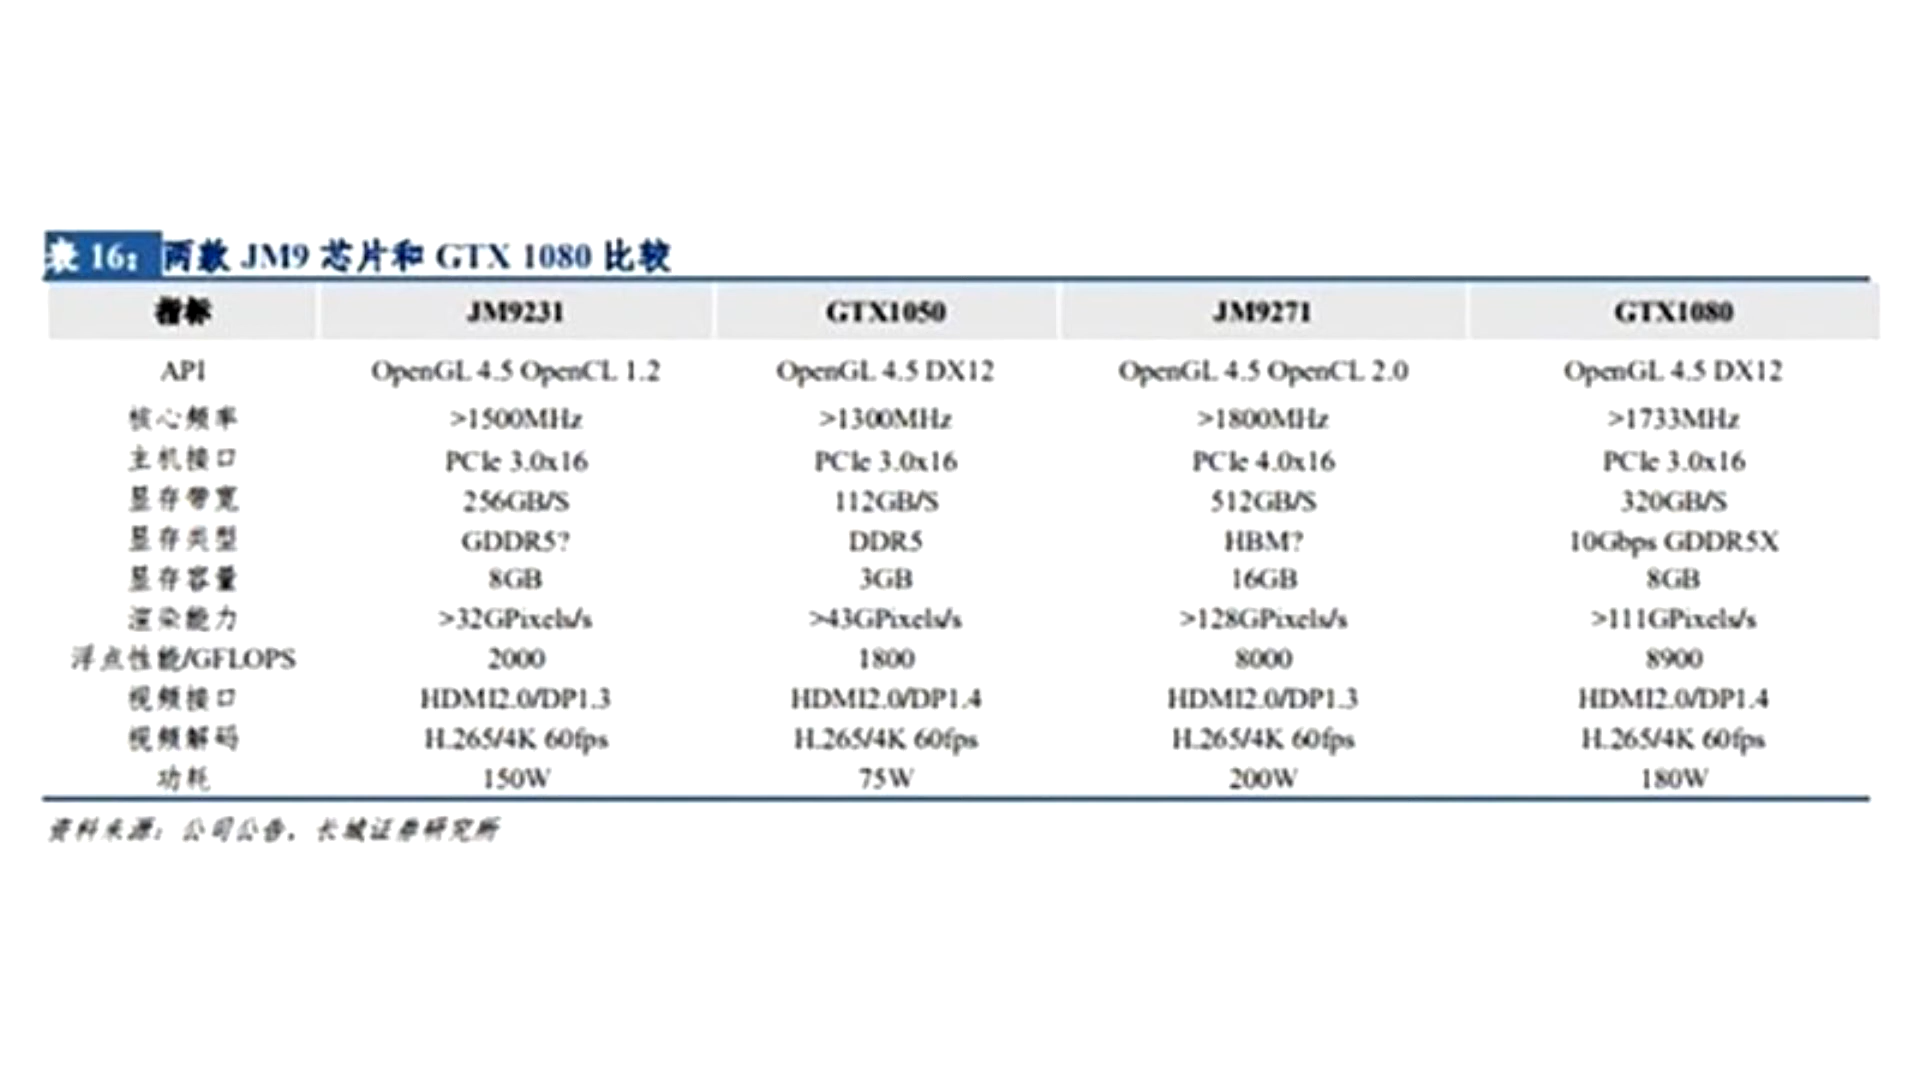 表 16：两款 JM9 芯片和 GTX 1080 比较
指标 JM9231 GTX1050 JM9271 GTX1080
API OpenGL 4.5 OpenCL 1.2 OpenGL 4.5 DX12 OpenGL 4.5 OpenCL 2.0 OpenGL 4.5 DX12
核心频率 >1500MHz >1300MHz >1800MHz >1733MHz
主机接口 PCIe 3.0x16 PCIe 3.0x16 PCIe 4.0x16 PCIe 3.0x16
显存带宽 256GB/S 112GB/S 512GB/S 320GB/S
显存类型 GDDR5? DDR5 HBM? 10Gbps GDDR5X
显存容量 8GB 3GB 16GB 8GB
渲染能力 >32GPixels/s >43GPixels/s >128GPixels/s >111GPixels/s
浮点性能/GFLOPS 2000 1800 8000 8900
视频接口 HDMI2.0/DP1.3 HDMI2.0/DP1.4 HDMI2.0/DP1.3 HDMI2.0/DP1.4
视频解码 H.265/4K 60fps H.265/4K 60fps H.265/4K 60fps H.265/4K 60fps
功耗 150W 75W 200W 180W
资料来源：公司公告，长城证券研究所